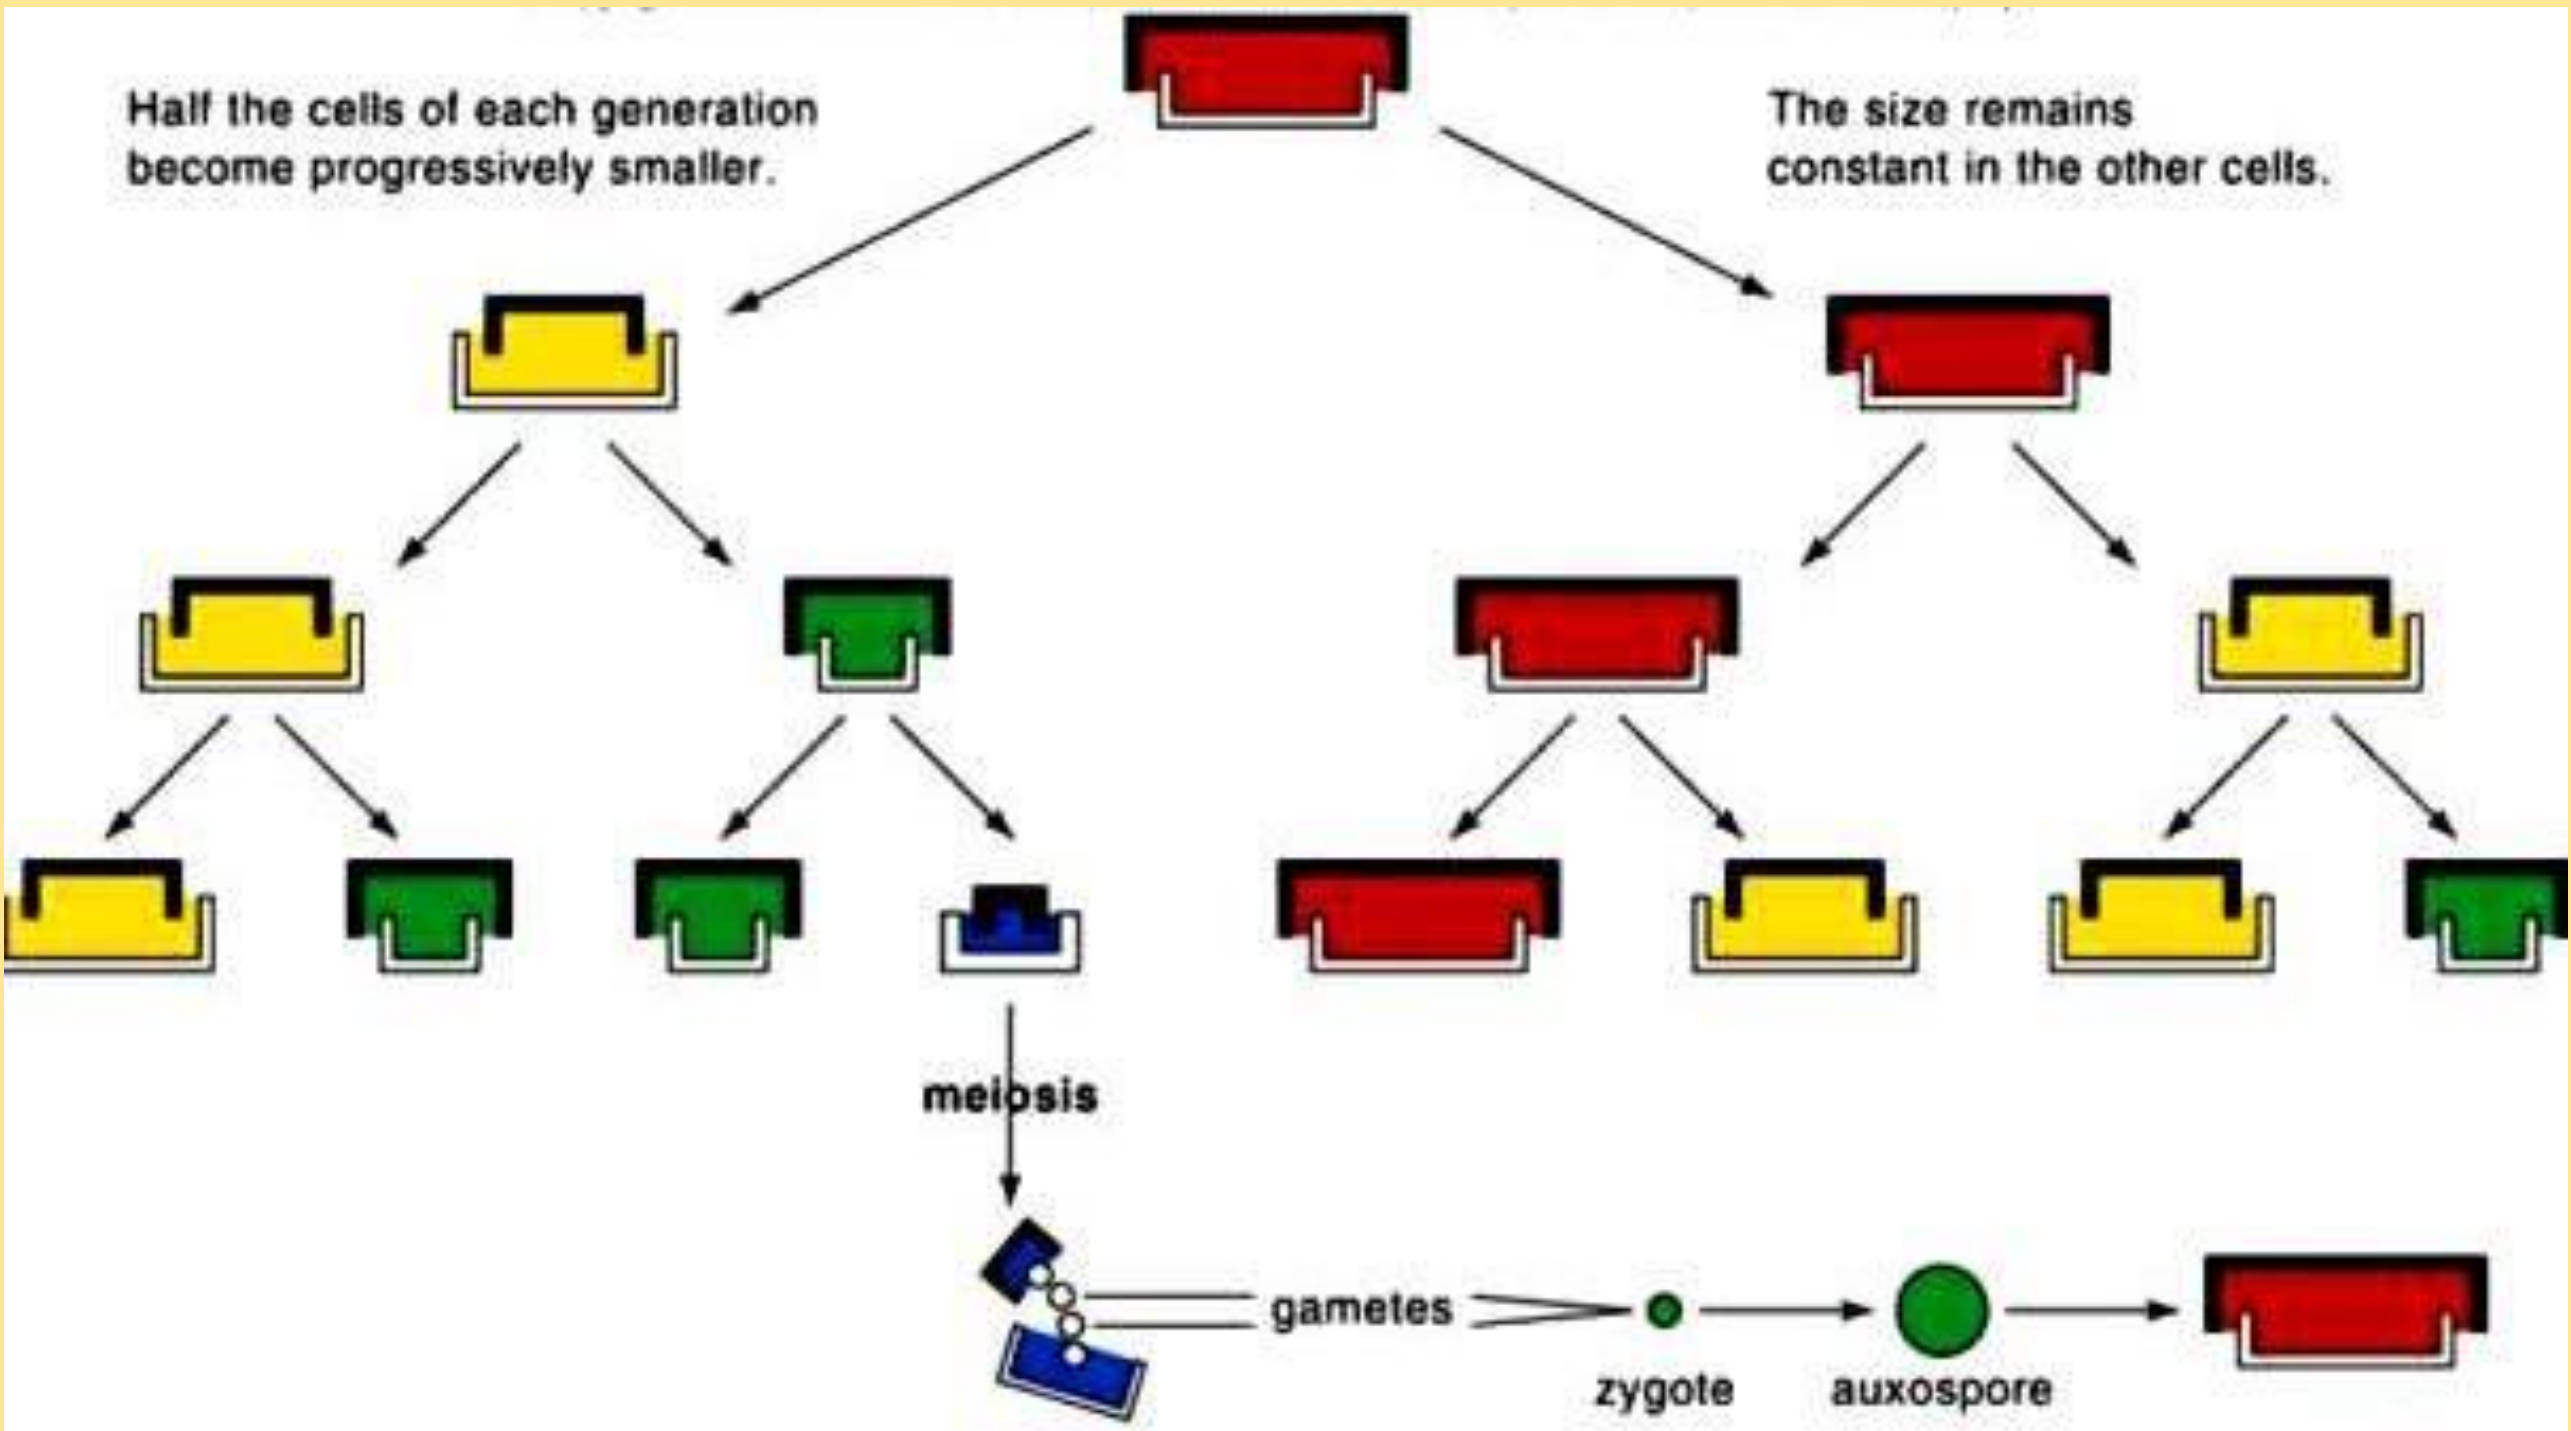 Half the cells of each generation
become progressively smaller.
The size remains
constant in the other cells.
meiosis
gametes
zygote
auxospore